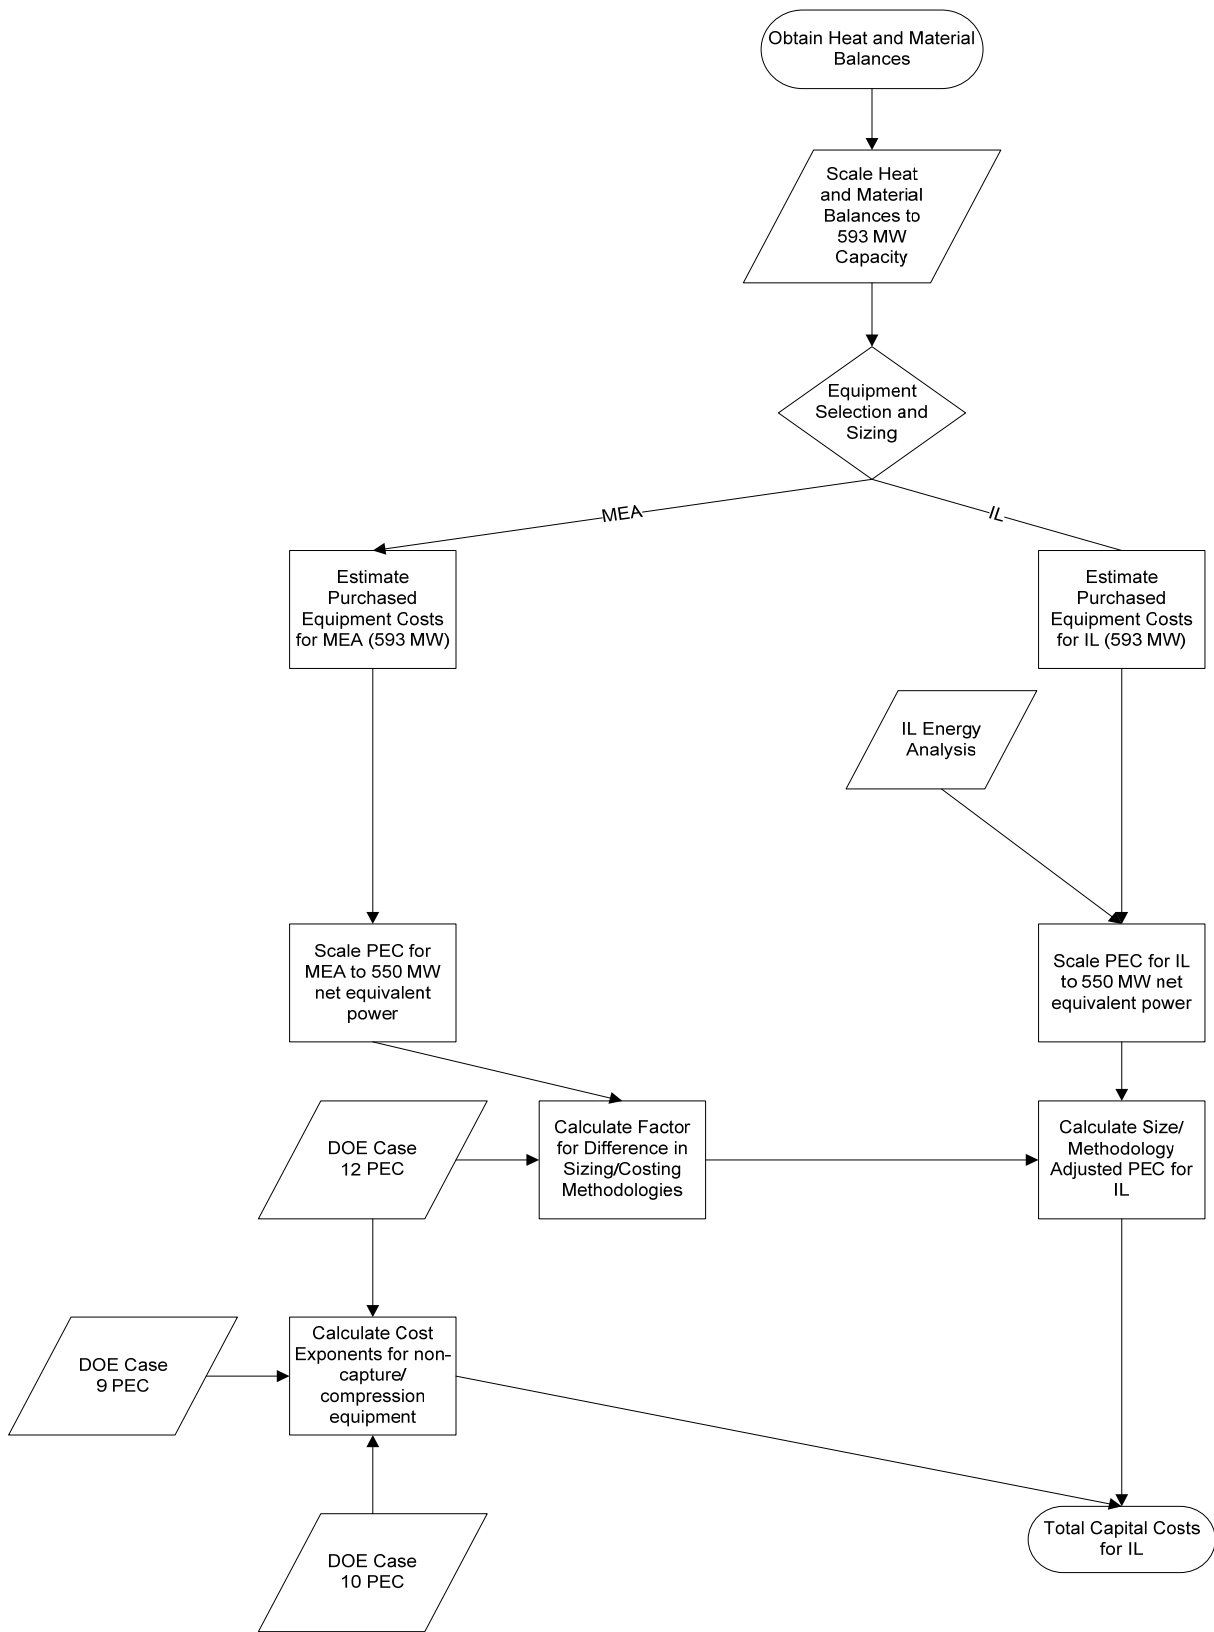 Obtain Heat and Material
Balances
Scale Heat
and Material
Balances to
593 MW
Capacity
Equipment
Selection and
Sizing
MEA
IL
Estimate
Purchased
Equipment Costs
for MEA (593 MW)
Estimate
Purchased
Equipment Costs
for IL (593 MW)
IL Energy
Analysis
Scale PEC for
MEA to 550 MW
net equivalent
power
Scale PEC for IL
to 550 MW net
equivalent power
DOE Case
12 PEC
Calculate Factor
for Difference in
Sizing/Costing
Methodologies
Calculate Size/
Methodology
Adjusted PEC for
IL
DOE Case
9 PEC
Calculate Cost
Exponents for non-
capture/
compression
equipment
DOE Case
10 PEC
Total Capital Costs
for IL